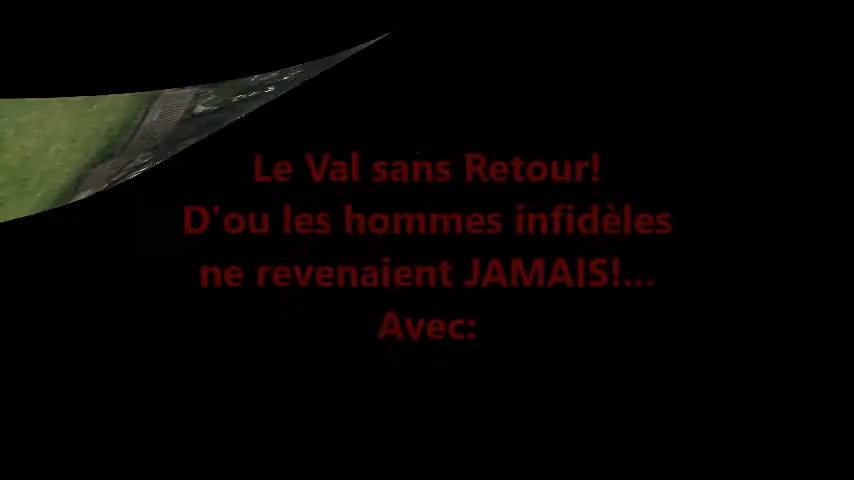 Le Val sans Retour!
D'ou les hommes infidèles
ne revenaient JAMAIS!...
Avec: